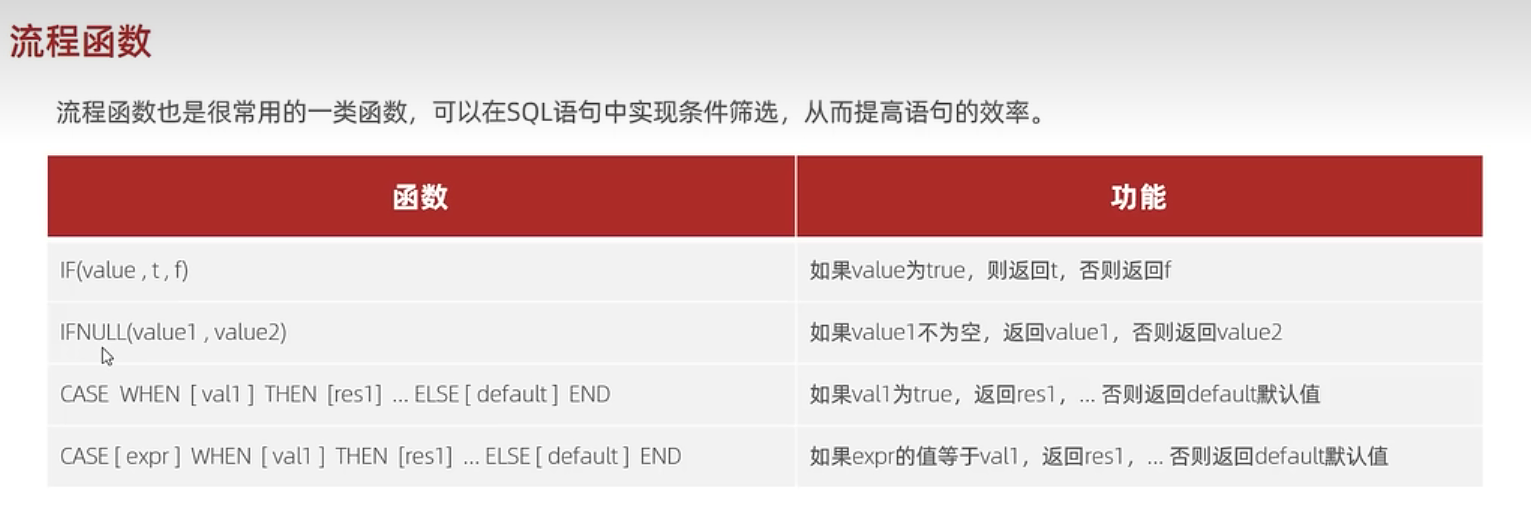 流程函数
流程函数也是很常用的一类函数，可以在SQL语句中实现条件筛选，从而提高语句的效率。
函数 功能
IF(value , t , f) 如果value为true，则返回t，否则返回f
IFNULL(value1 , value2) 如果value1不为空，返回value1，否则返回value2
CASE WHEN [ val1 ] THEN [res1] ... ELSE [ default ] END 如果val1为true，返回res1，... 否则返回default默认值
CASE [ expr ] WHEN [ val1 ] THEN [res1] ... ELSE [ default ] END 如果expr的值等于val1，返回res1，... 否则返回default默认值